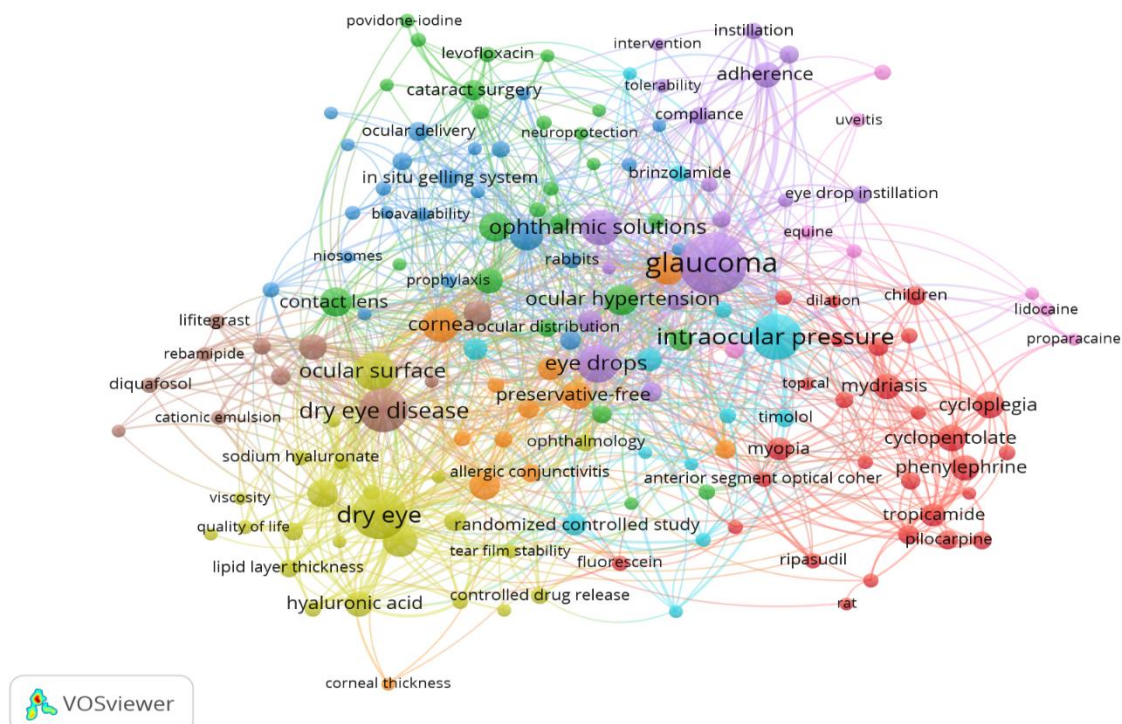 povidone-iodine
instillation
levofloxacin
intervention
adherence
cataract surgery
tolerability
compliance
uveitis
ocular delivery
neuroprotection
in situ gelling system
brinzolamide
eye drop instillation
bioavailability
ophthalmic solutions
equine
niosomes
rabbits
glaucoma
prophylaxis
contact lens
ocular hypertension
dilation
children
lidocaine
lifitegrast
cornea
ocular distribution
intraocular pressure
proparacaine
rebamipide
ocular surface
eye drops
diquafosol
preservative-free
topical
mydriasis
dry eye disease
cycloplegia
cationic emulsion
timolol
ophthalmology
cyclopentolate
sodium hyaluronate
myopia
allergic conjunctivitis
anterior segment optical coher
phenylephrine
viscosity
dry eye
tropicamide
quality of life
randomized controlled study
pilocarpine
tear film stability
lipid layer thickness
fluorescein
ripasudil
hyaluronic acid
controlled drug release
rat
corneal thickness
VOSviewer